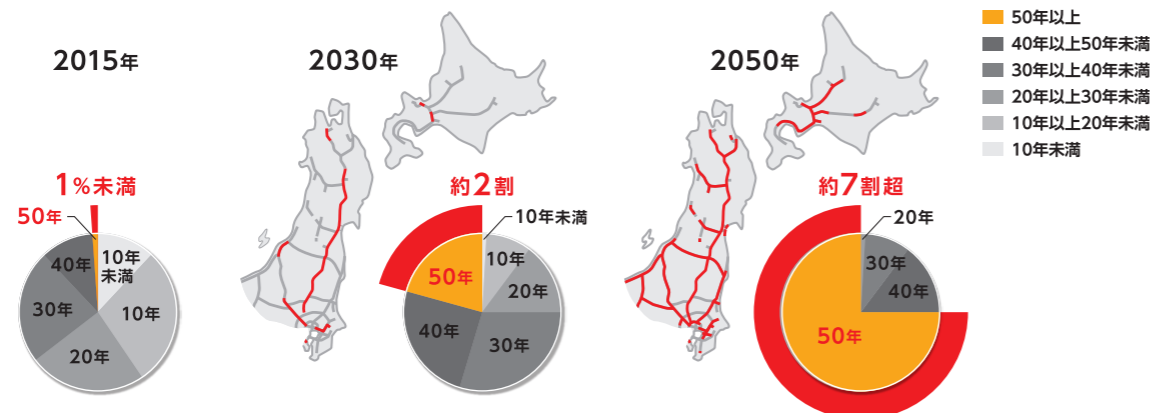 2015年
1%未満
50年
40年
10年
未満
30年
10年
20年
2030年
約2割
10年未満
50年
10年
20年
40年
30年
2050年
約7割超
20年
30年
40年
50年
50年以上
40年以上50年未満
30年以上40年未満
20年以上30年未満
10年以上20年未満
10年未満